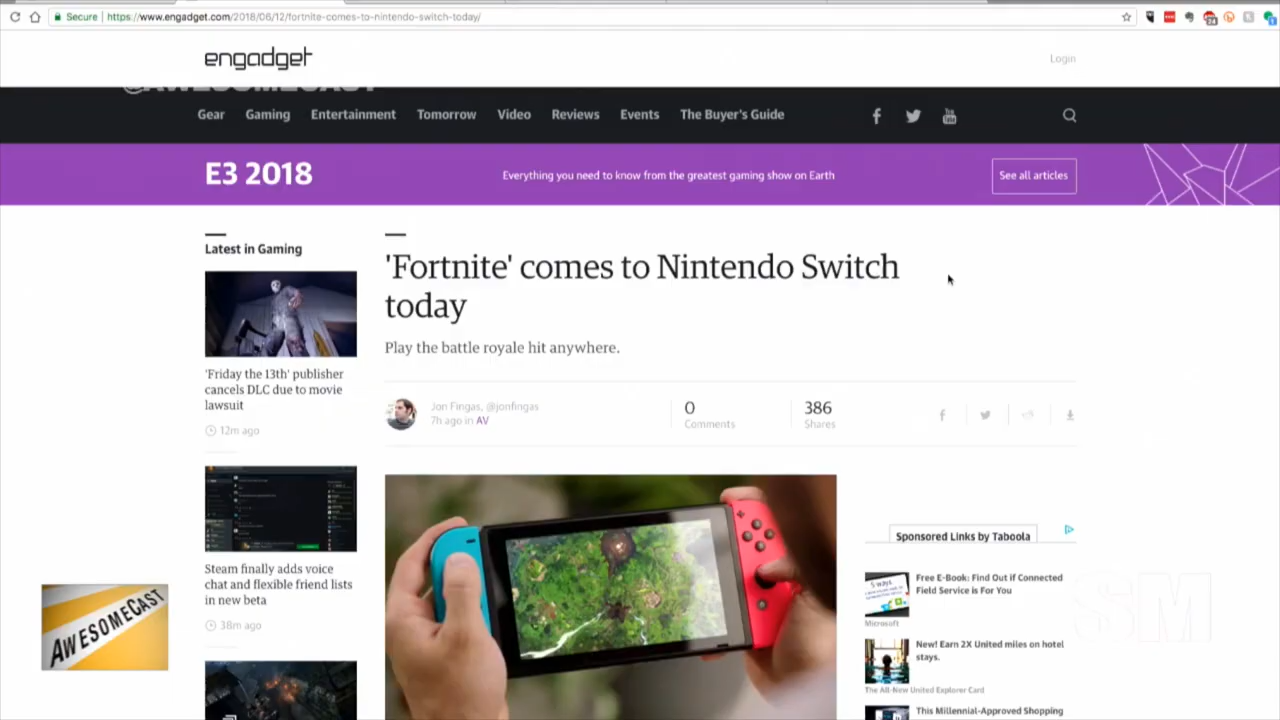 Secure | https://www.engadget.com/2018/06/12/fortnite-comes-to-nintendo-switch-today/
24
1
engadget
Login
@AWESOMECAST
Gear Gaming Entertainment Tomorrow Video Reviews Events The Buyer's Guide
E3 2018
Everything you need to know from the greatest gaming show on Earth
See all articles
Latest in Gaming
'Friday the 13th' publisher
cancels DLC due to movie
lawsuit
12m ago
Steam finally adds voice
chat and flexible friend lists
in new beta
38m ago
'Fortnite' comes to Nintendo Switch
today
Play the battle royale hit anywhere.
Jon Fingas, @jonfingas
7h ago in AV
0
Comments
386
Shares
Sponsored Links by Taboola
Free E-Book: Find Out if Connected
Field Service is For You
Microsoft
New! Earn 2X United miles on hotel
stays.
The All-New United Explorer Card
This Millennial-Approved Shopping
AWESOMECAST
SM